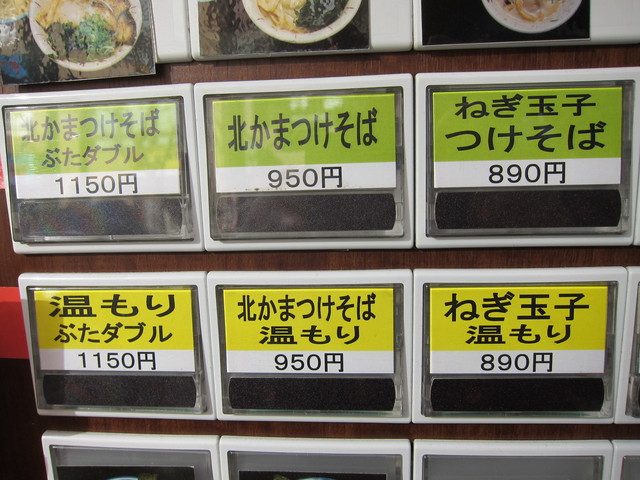 北かまつけそば
ぶたダブル
1150円
北かまつけそば
950円
ねぎ玉子
つけそば
890円
温もり
ぶたダブル
1150円
北かまつけそば
温もり
950円
ねぎ玉子
温もり
890円